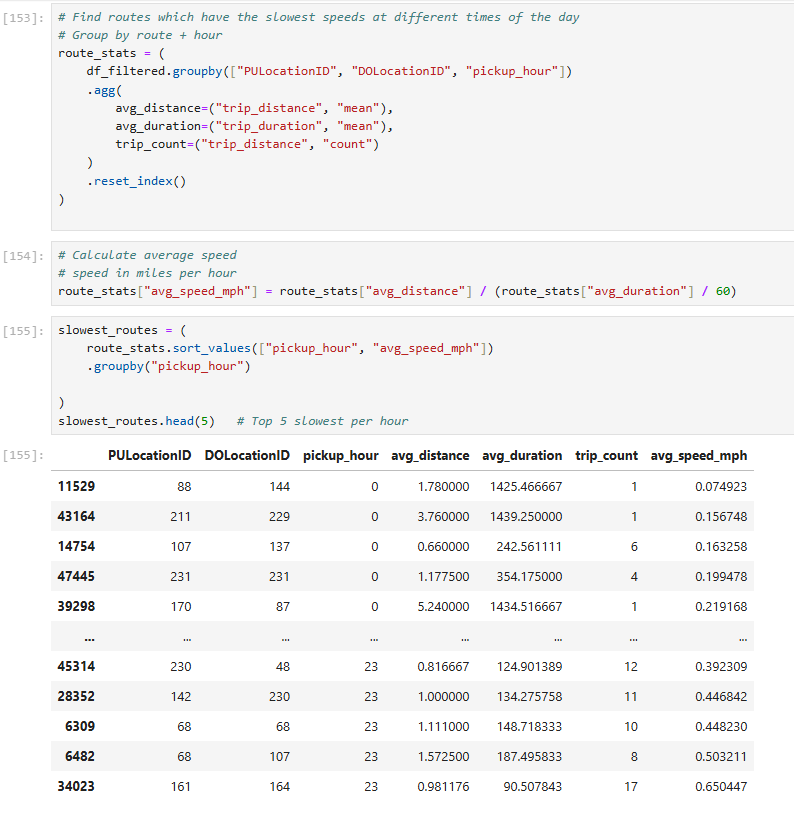 [153]: # Find routes which have the slowest speeds at different times of the day
# Group by route + hour
route_stats = (
    df_filtered.groupby(["PULocationID", "DOLocationID", "pickup_hour"])
    .agg(
        avg_distance=("trip_distance", "mean"),
        avg_duration=("trip_duration", "mean"),
        trip_count=("trip_distance", "count")
    )
    .reset_index()
)
[154]: # Calculate average speed
# speed in miles per hour
route_stats["avg_speed_mph"] = route_stats["avg_distance"] / (route_stats["avg_duration"] / 60)
[155]: slowest_routes = (
    route_stats.sort_values(["pickup_hour", "avg_speed_mph"])
    .groupby("pickup_hour")
)
slowest_routes.head(5)   # Top 5 slowest per hour
[155]: PULocationID DOLocationID pickup_hour avg_distance avg_duration trip_count avg_speed_mph
11529 88 144 0 1.780000 1425.466667 1 0.074923
43164 211 229 0 3.760000 1439.250000 1 0.156748
14754 107 137 0 0.660000 242.561111 6 0.163258
47445 231 231 0 1.177500 354.175000 4 0.199478
39298 170 87 0 5.240000 1434.516667 1 0.219168
... ... ... ... ... ... ... ...
45314 230 48 23 0.816667 124.901389 12 0.392309
28352 142 230 23 1.000000 134.275758 11 0.446842
6309 68 68 23 1.111000 148.718333 10 0.448230
6482 68 107 23 1.572500 187.495833 8 0.503211
34023 161 164 23 0.981176 90.507843 17 0.650447